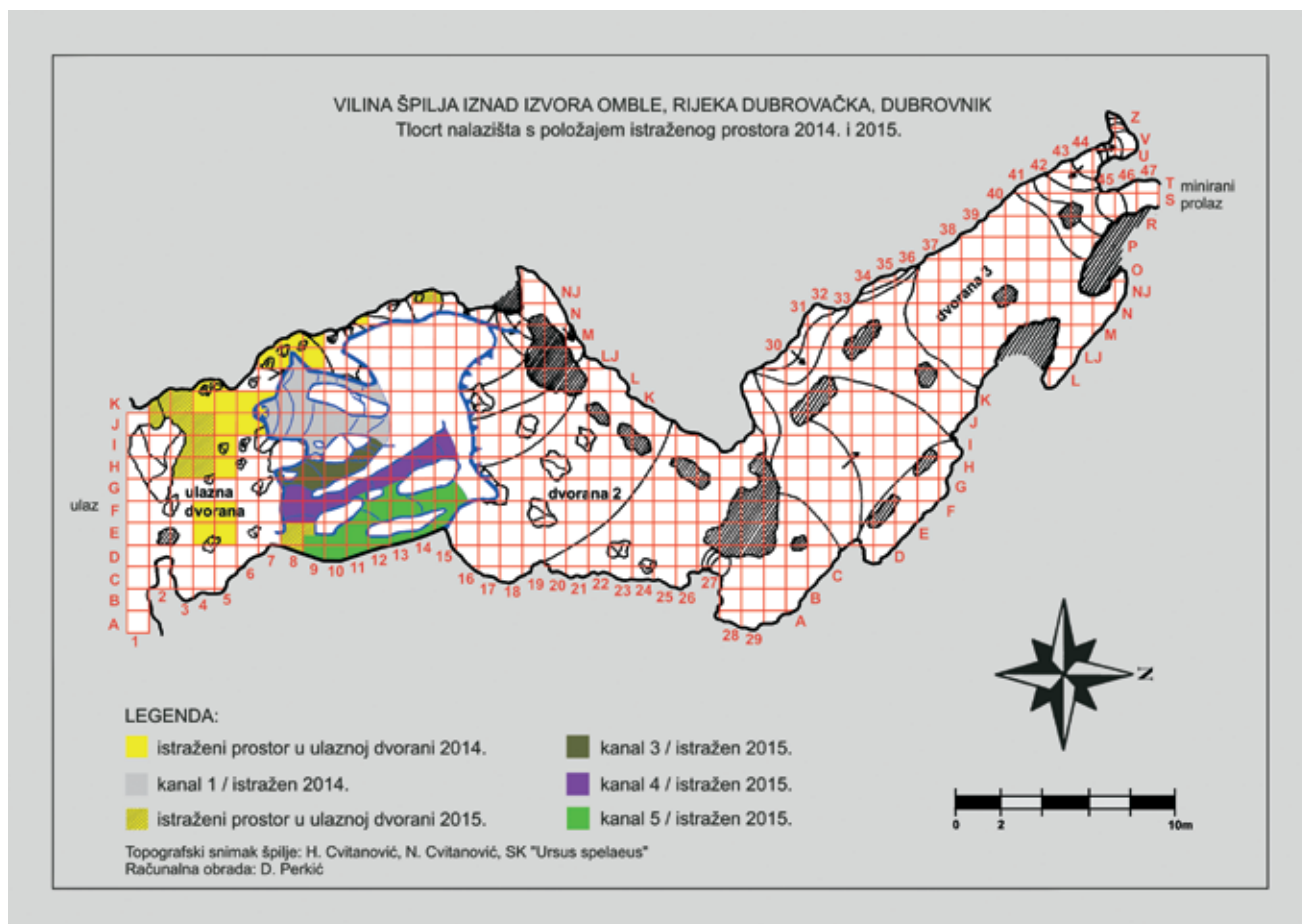 VILINA ŠPILJA IZNAD IZVORA OMBLE, RIJEKA DUBROVAČKA, DUBROVNIK
Tlocrt nalazišta s položajem istraženog prostora 2014. i 2015.
Z
V
U
T
S
R
P
O
NJ
N
M
LJ
L
K
J
I
H
G
F
E
D
C
B
A
minirani
prolaz
47
46
45
44
43
42
41
40
39
38
37
36
35
34
33
32
31
30
dvorana 3
NJ
N
M
LJ
L
K
K
J
I
H
G
F
E
D
C
B
A
ulaz
ulazna
dvorana
dvorana 2
1
2
3
4
5
6
7
8
9
10
11
12
13
14
15
16
17
18
19
20
21
22
23
24
25
26
27
28
29
N
LEGENDA:
istraženi prostor u ulaznoj dvorani 2014.
kanal 1 / istražen 2014.
istraženi prostor u ulaznoj dvorani 2015.
kanal 3 / istražen 2015.
kanal 4 / istražen 2015.
kanal 5 / istražen 2015.
0 2 10m
Topografski snimak špilje: H. Cvitanović, N. Cvitanović, SK "Ursus spelaeus"
Računalna obrada: D. Perkić